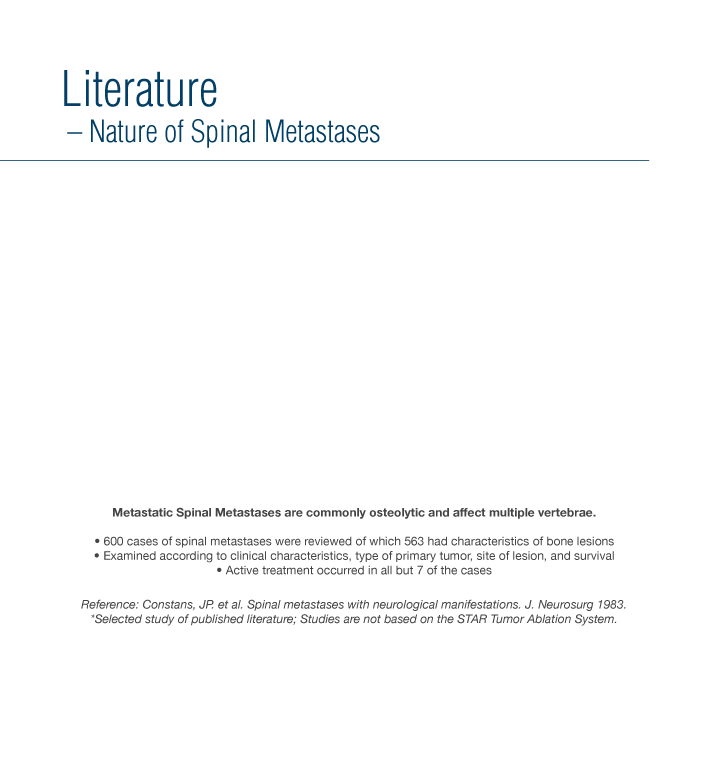 Literature
– Nature of Spinal Metastases
Metastatic Spinal Metastases are commonly osteolytic and affect multiple vertebrae.
• 600 cases of spinal metastases were reviewed of which 563 had characteristics of bone lesions
• Examined according to clinical characteristics, type of primary tumor, site of lesion, and survival
• Active treatment occurred in all but 7 of the cases
Reference: Constans, JP. et al. Spinal metastases with neurological manifestations. J. Neurosurg 1983.
*Selected study of published literature; Studies are not based on the STAR Tumor Ablation System.